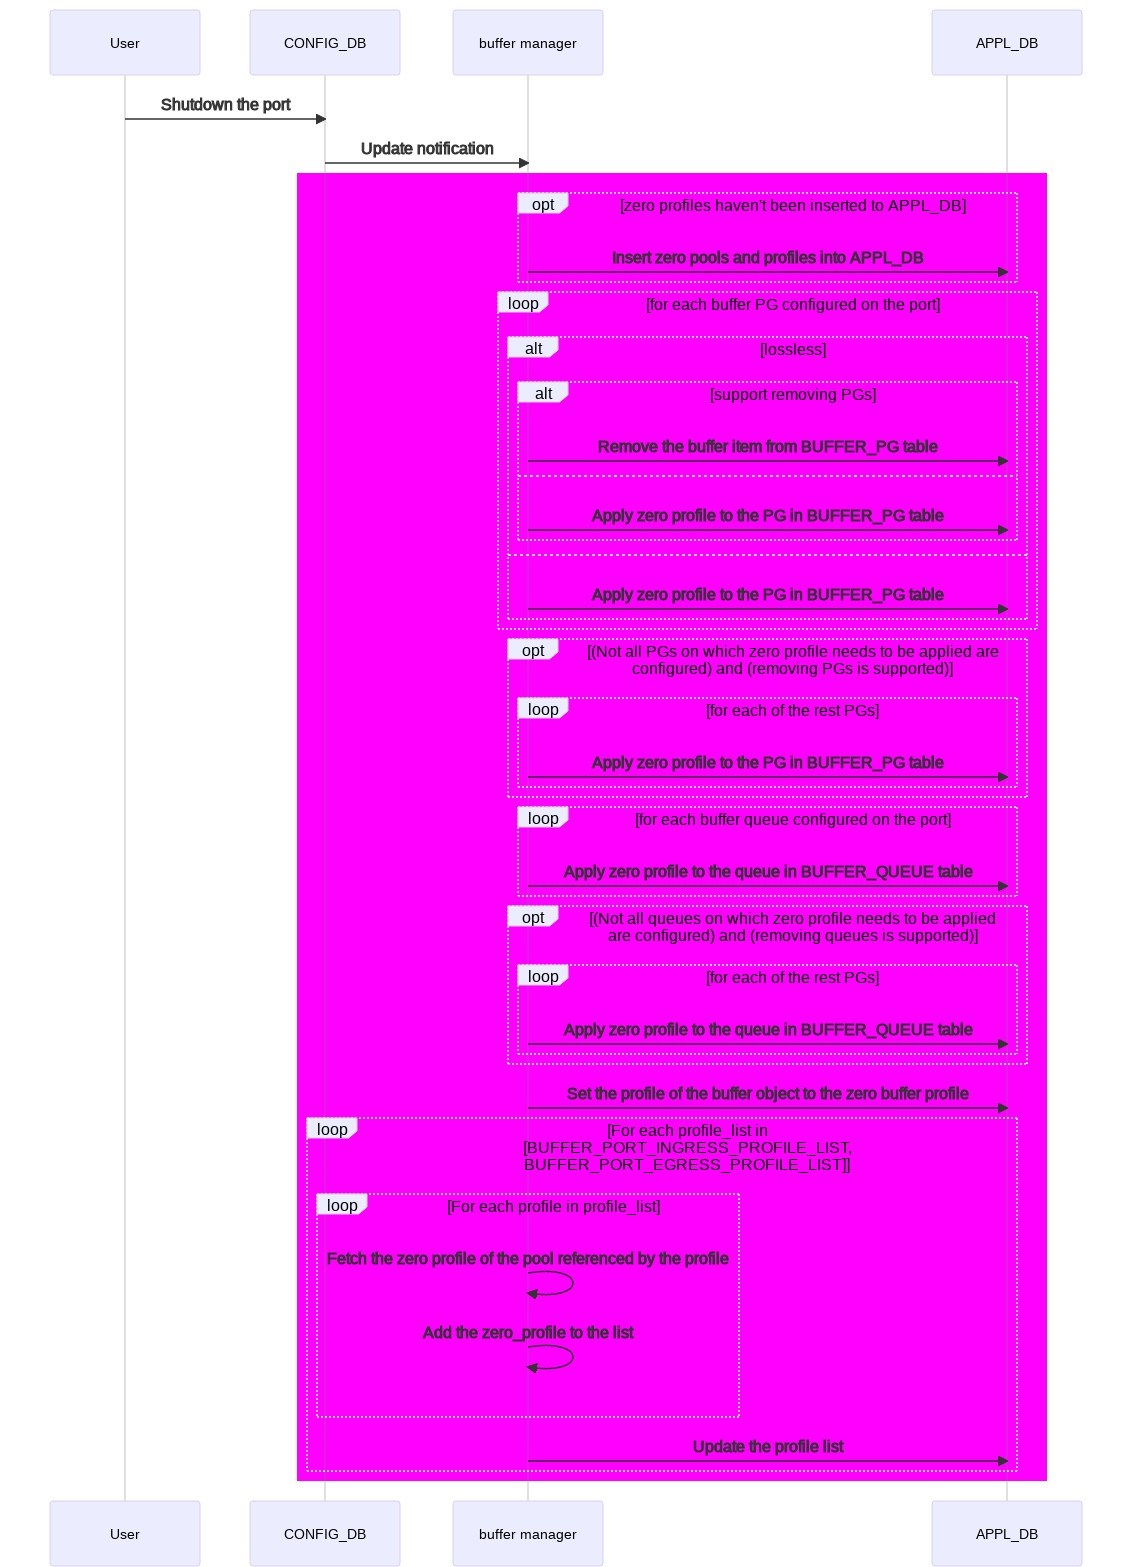 User
CONFIG_DB
buffer manager
APPL_DB
Shutdown the port
Update notification
opt
[zero profiles haven't been inserted to APPL_DB]
Insert zero pools and profiles into APPL_DB
loop
[for each buffer PG configured on the port]
alt
[lossless]
alt
[support removing PGs]
Remove the buffer item from BUFFER_PG table
Apply zero profile to the PG in BUFFER_PG table
Apply zero profile to the PG in BUFFER_PG table
opt
[(Not all PGs on which zero profile needs to be applied are
configured) and (removing PGs is supported)]
loop
[for each of the rest PGs]
Apply zero profile to the PG in BUFFER_PG table
loop
[for each buffer queue configured on the port]
Apply zero profile to the queue in BUFFER_QUEUE table
opt
[(Not all queues on which zero profile needs to be applied
are configured) and (removing queues is supported)]
loop
[for each of the rest PGs]
Apply zero profile to the queue in BUFFER_QUEUE table
Set the profile of the buffer object to the zero buffer profile
loop
[For each profile_list in
[BUFFER_PORT_INGRESS_PROFILE_LIST,
BUFFER_PORT_EGRESS_PROFILE_LIST]]
loop
[For each profile in profile_list]
Fetch the zero profile of the pool referenced by the profile
Add the zero_profile to the list
Update the profile list
User
CONFIG_DB
buffer manager
APPL_DB